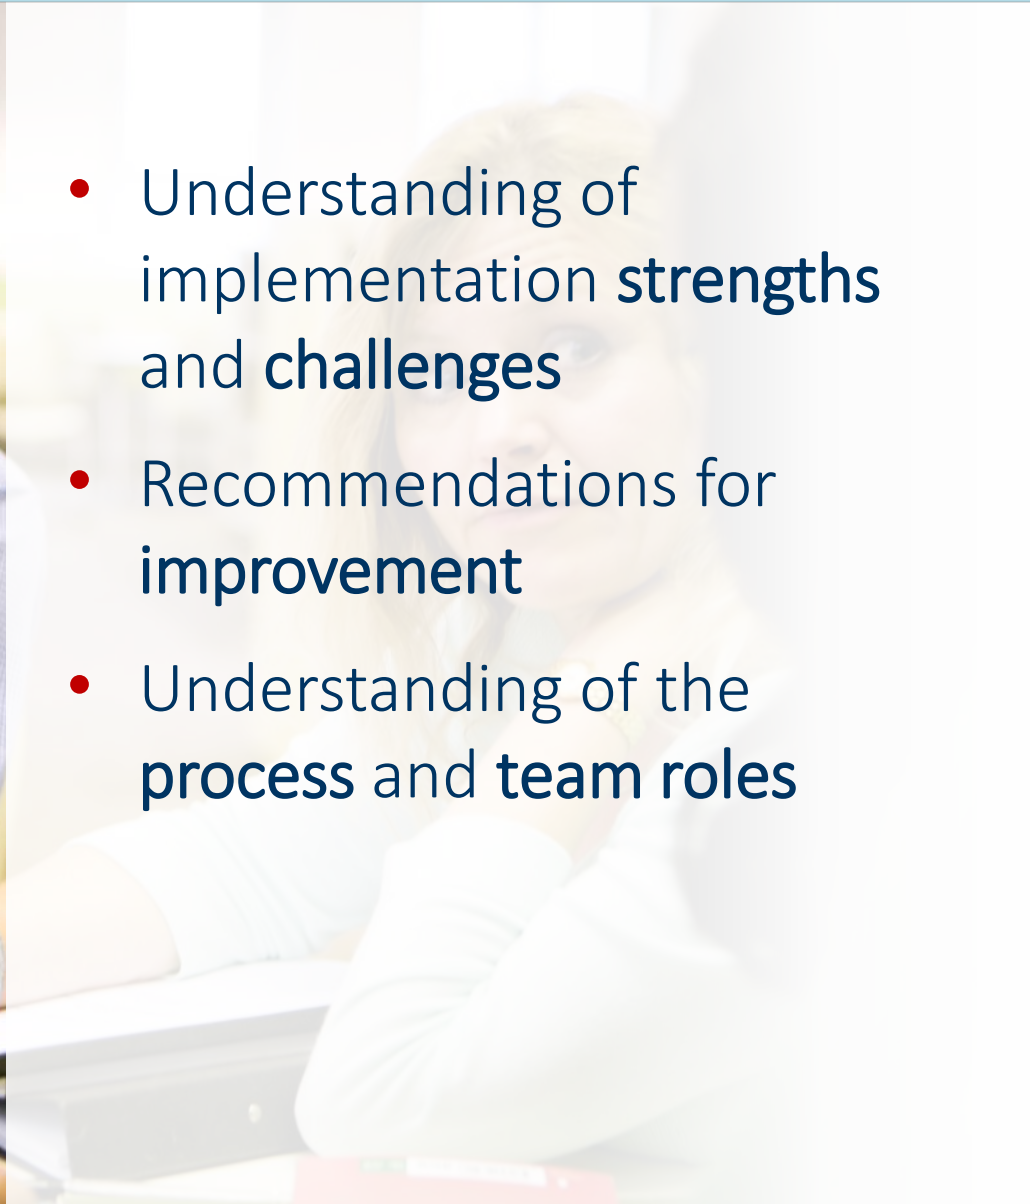 • Understanding of
implementation strengths
and challenges
• Recommendations for
improvement
• Understanding of the
process and team roles